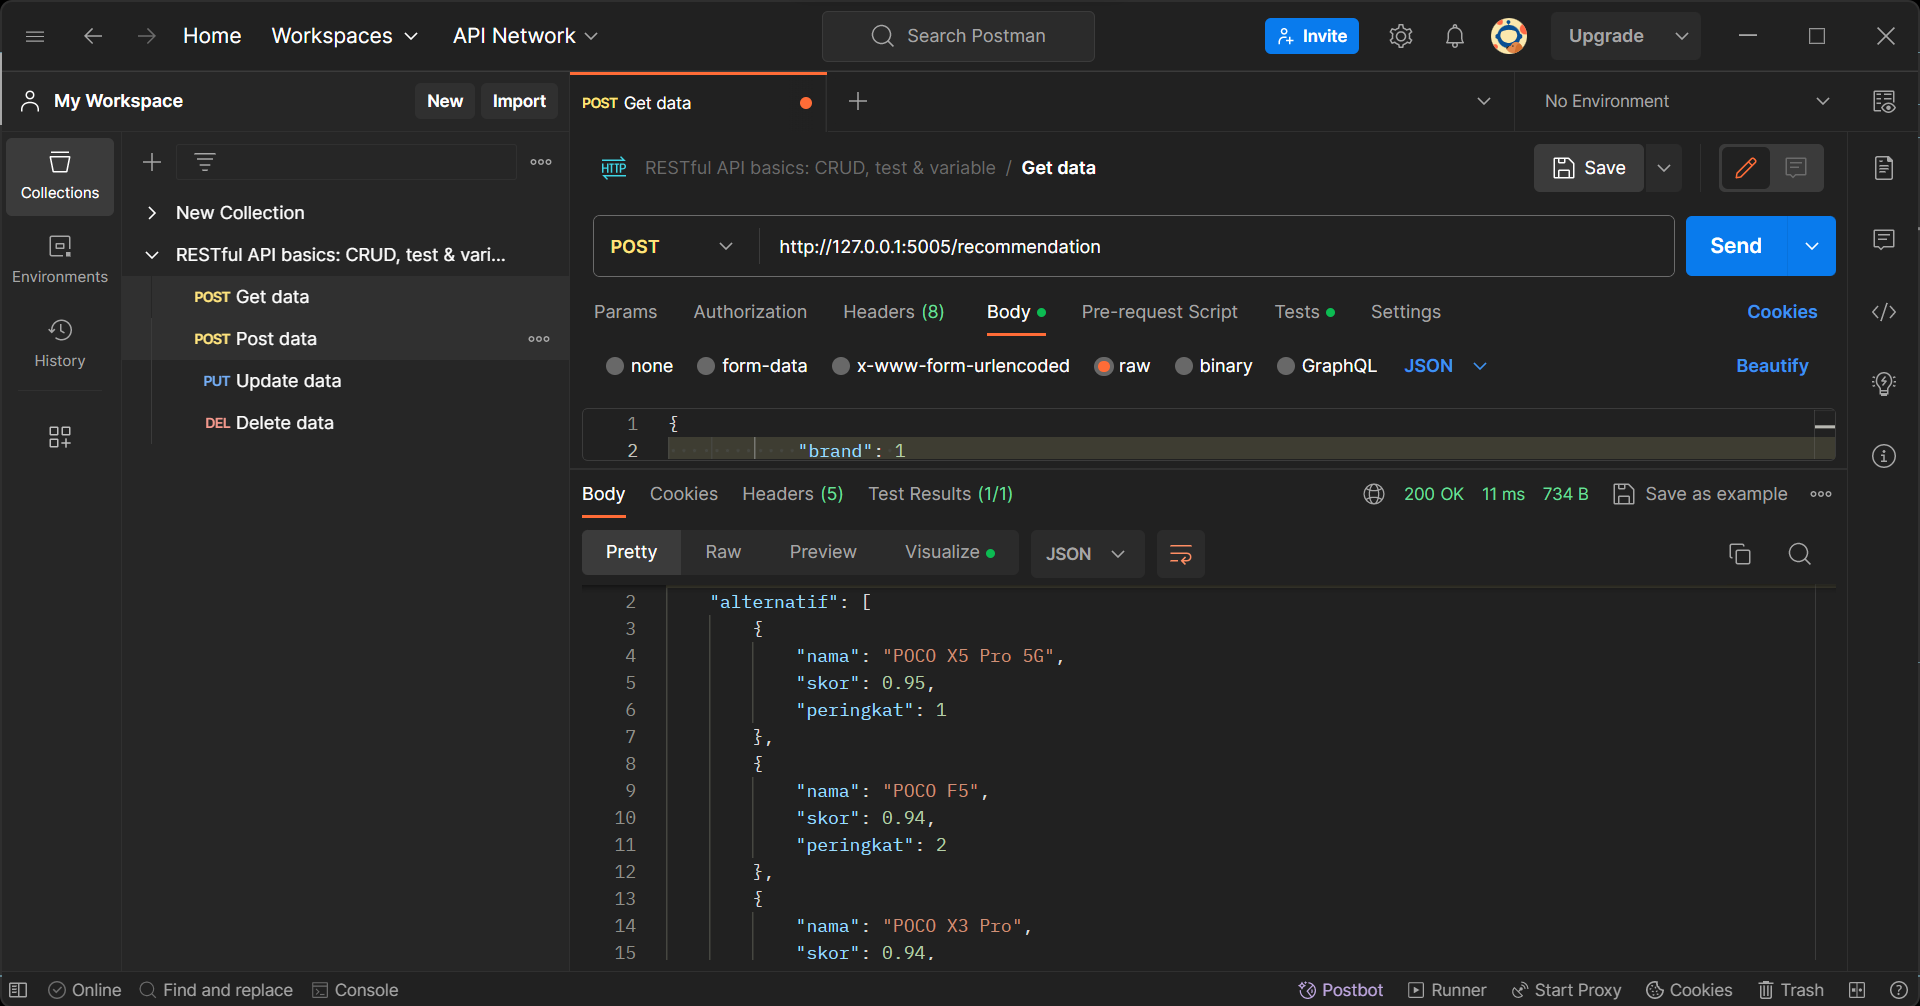 Home Workspaces API Network Search Postman Invite Upgrade
My Workspace New Import POST Get data No Environment
Collections
Environments
History
New Collection
RESTful API basics: CRUD, test & vari...
POST Get data
POST Post data
PUT Update data
DEL Delete data
HTTP RESTful API basics: CRUD, test & variable / Get data Save
POST http://127.0.0.1:5005/recommendation Send
Params Authorization Headers (8) Body Pre-request Script Tests Settings Cookies
none form-data x-www-form-urlencoded raw binary GraphQL JSON Beautify
1 {
2 "brand": 1
Body Cookies Headers (5) Test Results (1/1) 200 OK 11 ms 734 B Save as example
Pretty Raw Preview Visualize JSON
2 "alternatif": [
3 {
4 "nama": "POCO X5 Pro 5G",
5 "skor": 0.95,
6 "peringkat": 1
7 },
8 {
9 "nama": "POCO F5",
10 "skor": 0.94,
11 "peringkat": 2
12 },
13 {
14 "nama": "POCO X3 Pro",
15 "skor": 0.94,
Online Find and replace Console Postbot Runner Start Proxy Cookies Trash